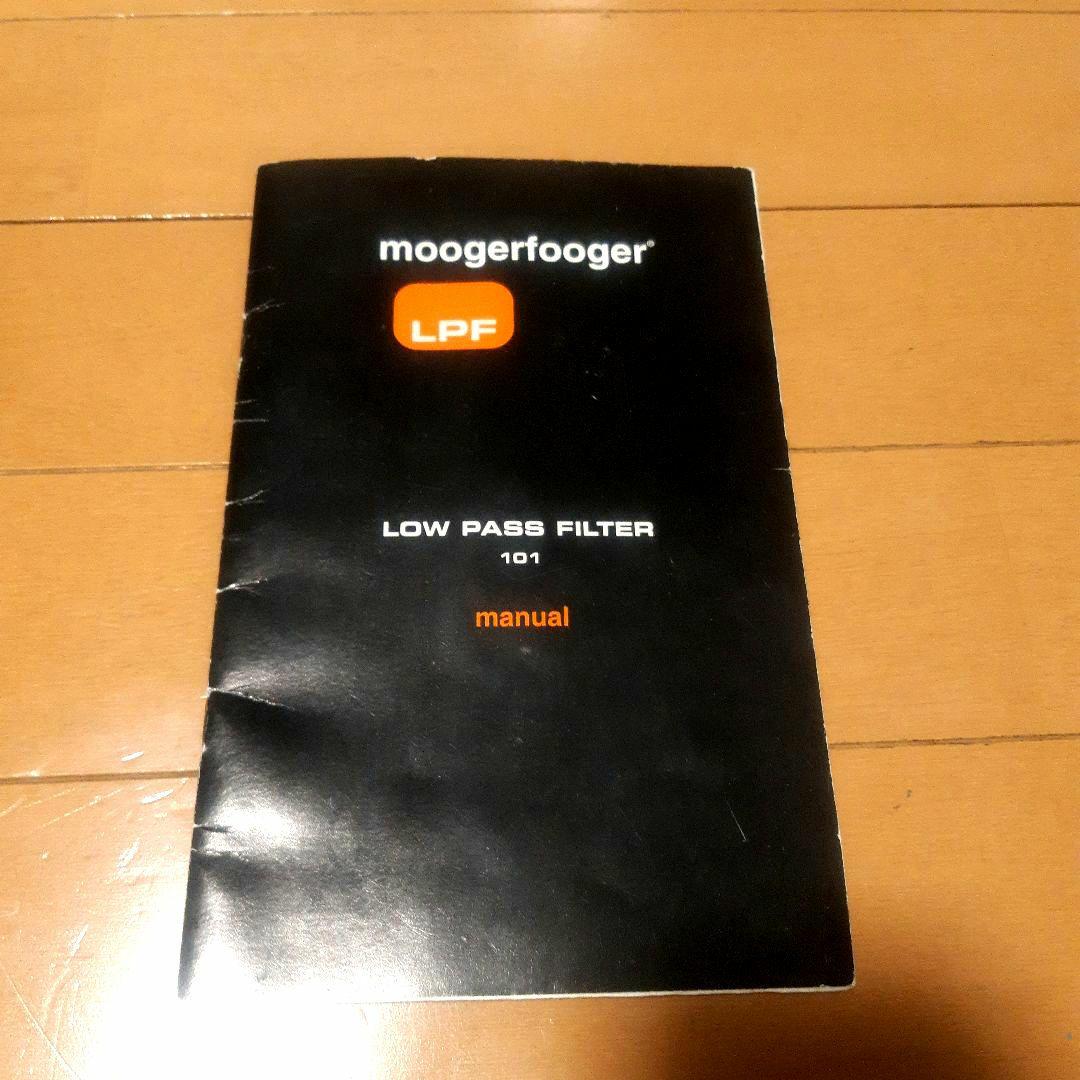 moogerfooger®
LPF
LOW PASS FILTER
101
manual